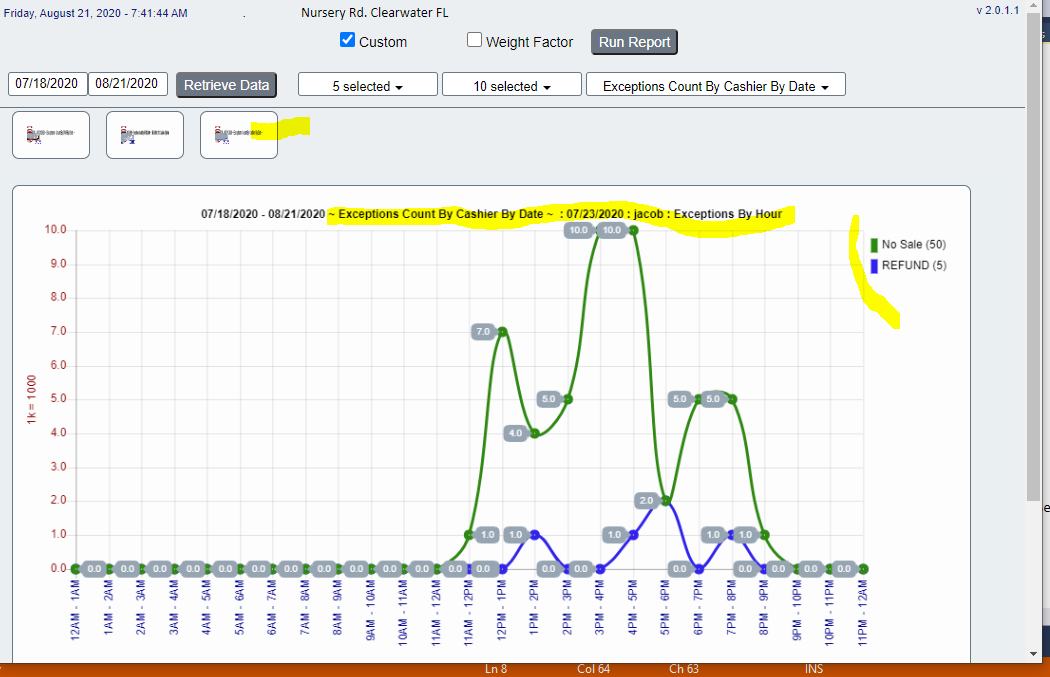 Friday, August 21, 2020 - 7:41:44 AM . Nursery Rd. Clearwater FL v 2.0.1.1
Custom Weight Factor Run Report
07/18/2020 08/21/2020 Retrieve Data 5 selected 10 selected Exceptions Count By Cashier By Date
07/18/2020 - 08/21/2020 ~ Exceptions Count By Cashier By Date ~ : 07/23/2020 : jacob : Exceptions By Hour
No Sale (50)
REFUND (5)
1k = 1000
10.0
9.0
8.0
7.0
6.0
5.0
4.0
3.0
2.0
1.0
0.0
10.0 10.0
7.0
5.0 5.0 5.0
4.0
2.0
1.0 1.0 1.0 1.0 1.0
0.0 0.0 0.0 0.0 0.0 0.0 0.0 0.0 0.0 0.0 0.0 0.0 0.0 0.0 0.0 0.0 0.0 0.0 0.0
12AM - 1AM
1AM - 2AM
2AM - 3AM
3AM - 4AM
4AM - 5AM
5AM - 6AM
6AM - 7AM
7AM - 8AM
8AM - 9AM
9AM - 10AM
10AM - 11AM
11AM - 12AM
11AM - 12PM
12PM - 1PM
1PM - 2PM
2PM - 3PM
3PM - 4PM
4PM - 5PM
5PM - 6PM
6PM - 7PM
7PM - 8PM
8PM - 9PM
9PM - 10PM
10PM - 11PM
11PM - 12AM
Ln 8 Col 64 Ch 63 INS